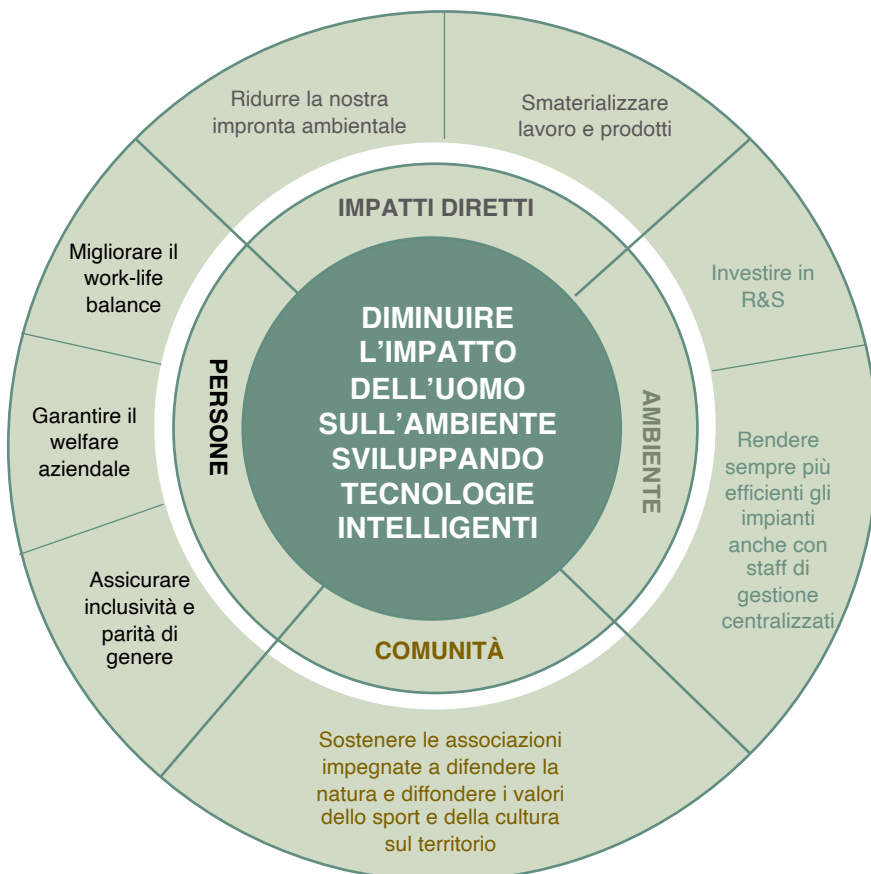 Ridurre la nostra
impronta ambientale
Smaterializzare
lavoro e prodotti
IMPATTI DIRETTI
Migliorare il
work-life
balance
Investire in
R&S
DIMINUIRE
L’IMPATTO
DELL’UOMO
SULL’AMBIENTE
SVILUPPANDO
TECNOLOGIE
INTELLIGENTI
PERSONE
AMBIENTE
Garantire il
welfare
aziendale
Rendere
sempre più
efficienti gli
impianti
anche con
staff di
gestione
centralizzati
Assicurare
inclusività e
parità di
genere
COMUNITÀ
Sostenere le associazioni
impegnate a difendere la
natura e diffondere i valori
dello sport e della cultura
sul territorio